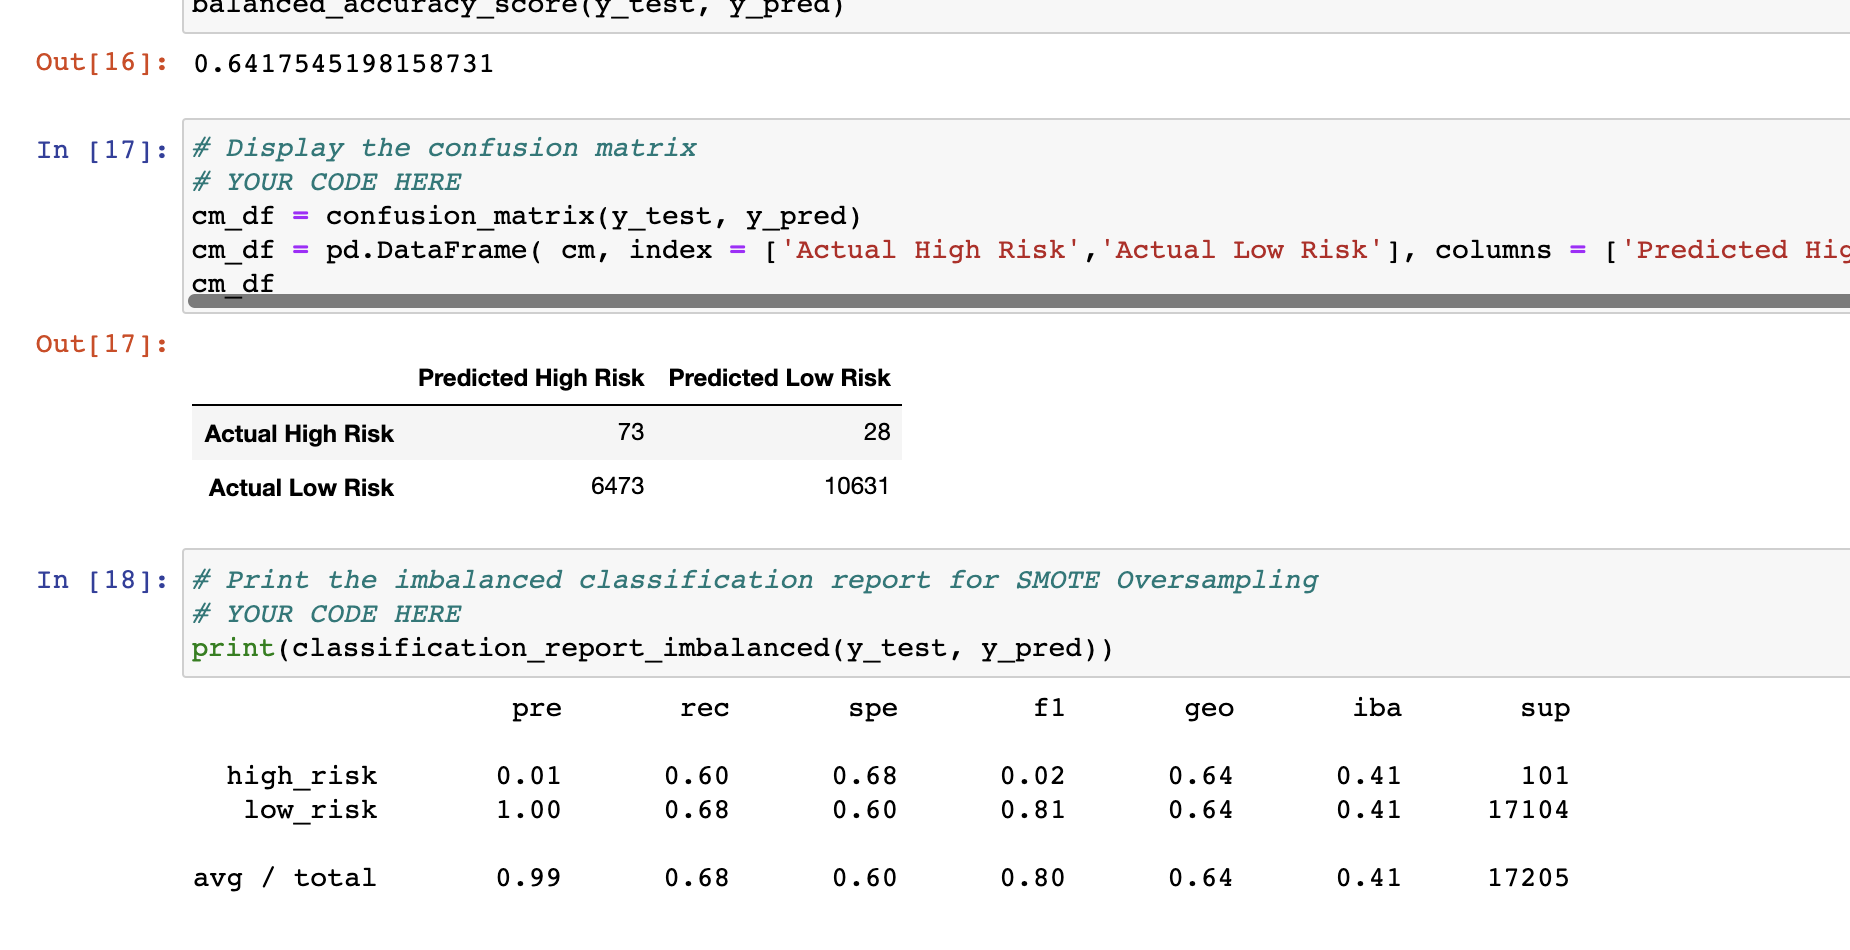 balanced_accuracy_score(y_test, y_pred)
Out[16]: 0.6417545198158731
In [17]: # Display the confusion matrix
# YOUR CODE HERE
cm_df = confusion_matrix(y_test, y_pred)
cm_df = pd.DataFrame( cm, index = ['Actual High Risk','Actual Low Risk'], columns = ['Predicted Hig
cm_df
Out[17]:
Predicted High Risk Predicted Low Risk
Actual High Risk 73 28
Actual Low Risk 6473 10631
In [18]: # Print the imbalanced classification report for SMOTE Oversampling
# YOUR CODE HERE
print(classification_report_imbalanced(y_test, y_pred))
pre rec spe f1 geo iba sup
high_risk 0.01 0.60 0.68 0.02 0.64 0.41 101
low_risk 1.00 0.68 0.60 0.81 0.64 0.41 17104
avg / total 0.99 0.68 0.60 0.80 0.64 0.41 17205